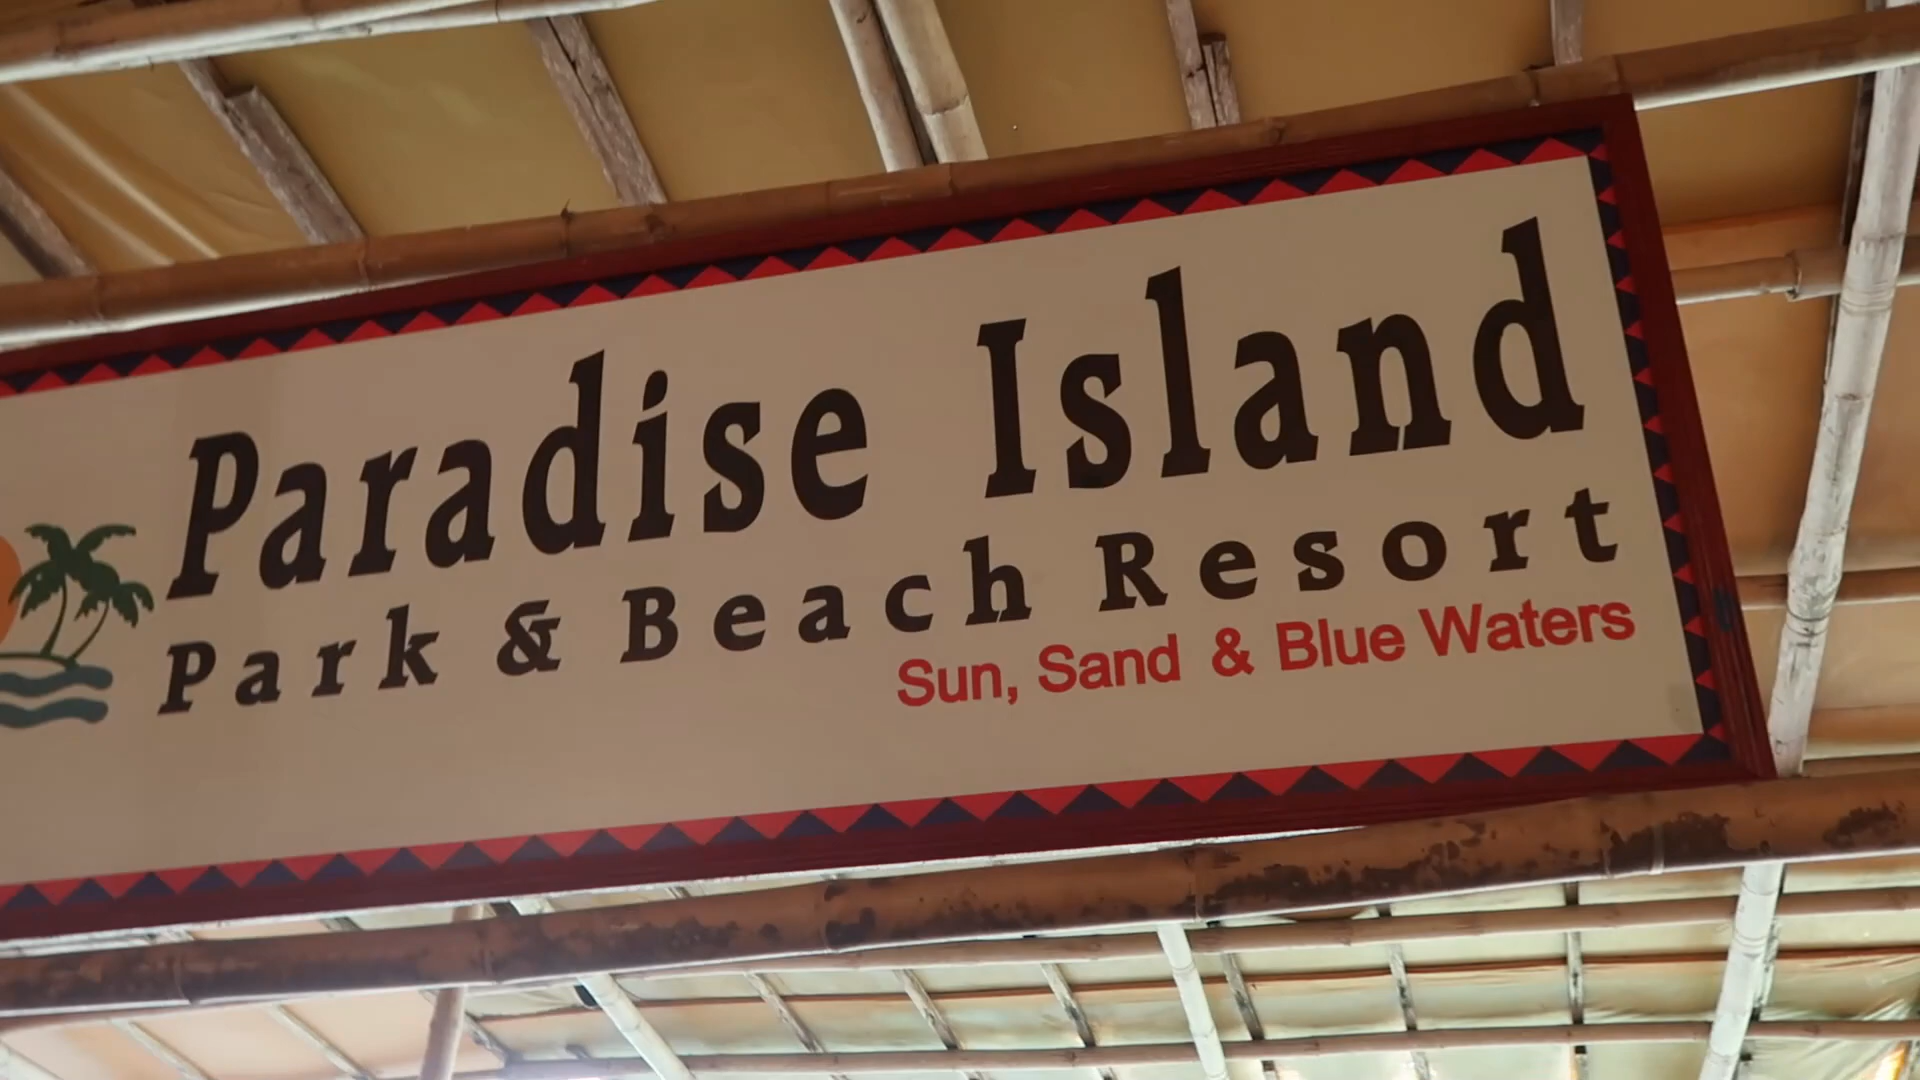 Paradise Island
Park & Beach Resort
Sun, Sand & Blue Waters